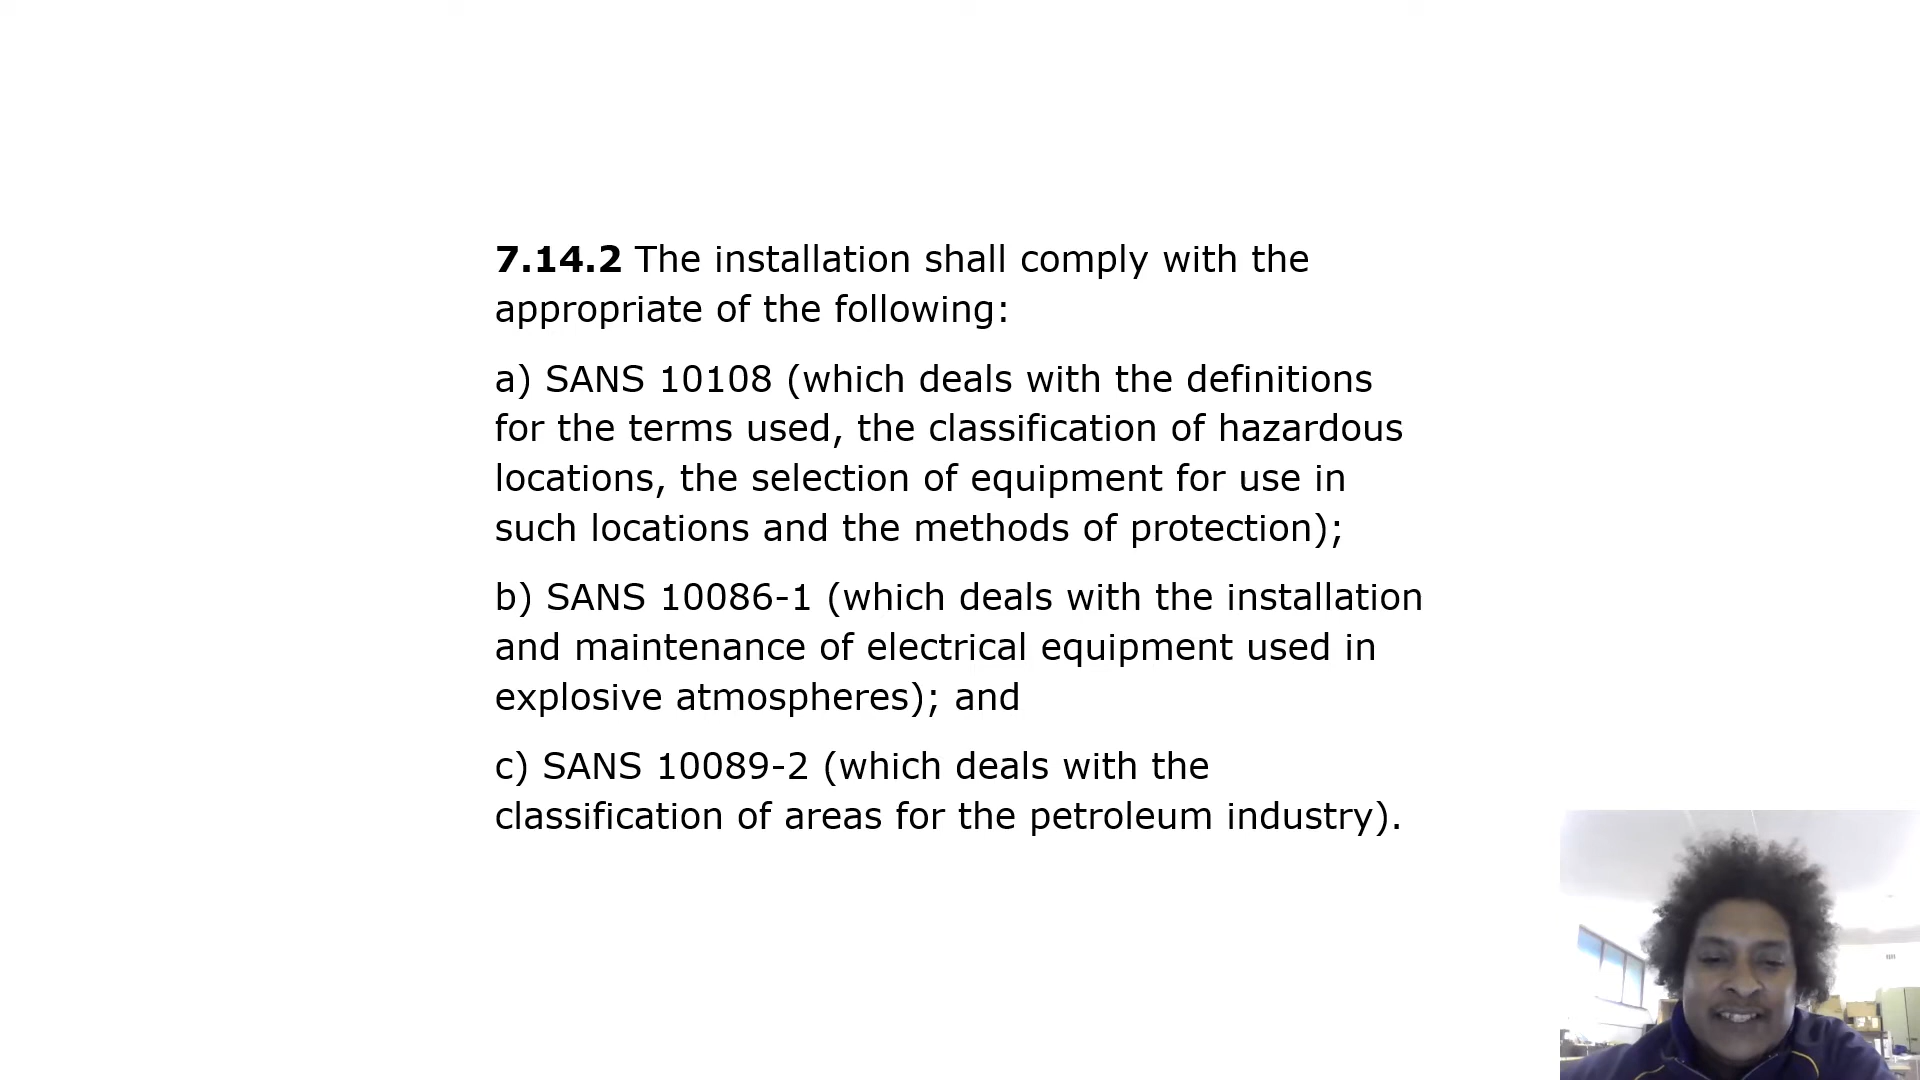 7.14.2 The installation shall comply with the
appropriate of the following:
a) SANS 10108 (which deals with the definitions
for the terms used, the classification of hazardous
locations, the selection of equipment for use in
such locations and the methods of protection);
b) SANS 10086-1 (which deals with the installation
and maintenance of electrical equipment used in
explosive atmospheres); and
c) SANS 10089-2 (which deals with the
classification of areas for the petroleum industry).